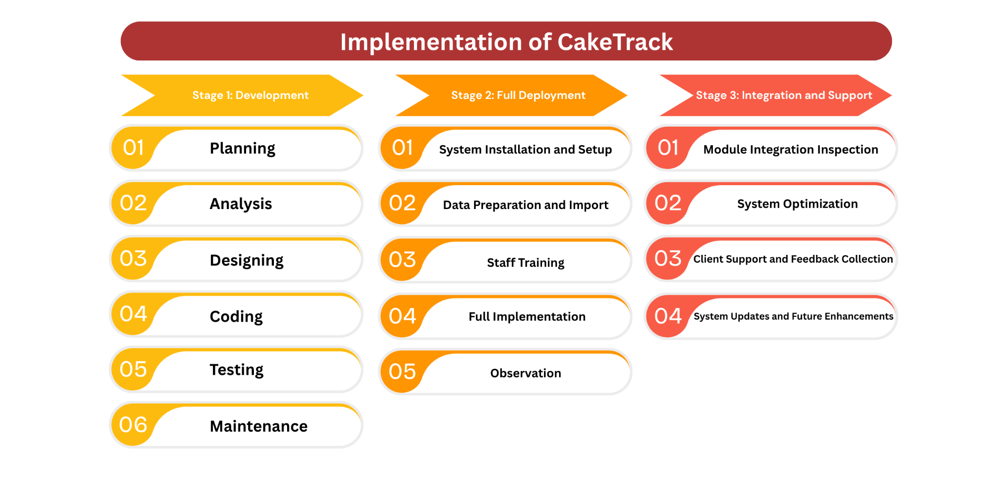 Implementation of CakeTrack
Stage 1: Development
01
Planning
02
Analysis
03
Designing
04
Coding
05
Testing
06
Maintenance
Stage 2: Full Deployment
01
System Installation and Setup
02
Data Preparation and Import
03
Staff Training
04
Full Implementation
05
Observation
Stage 3: Integration and Support
01
Module Integration Inspection
02
System Optimization
03
Client Support and Feedback Collection
04
System Updates and Future Enhancements